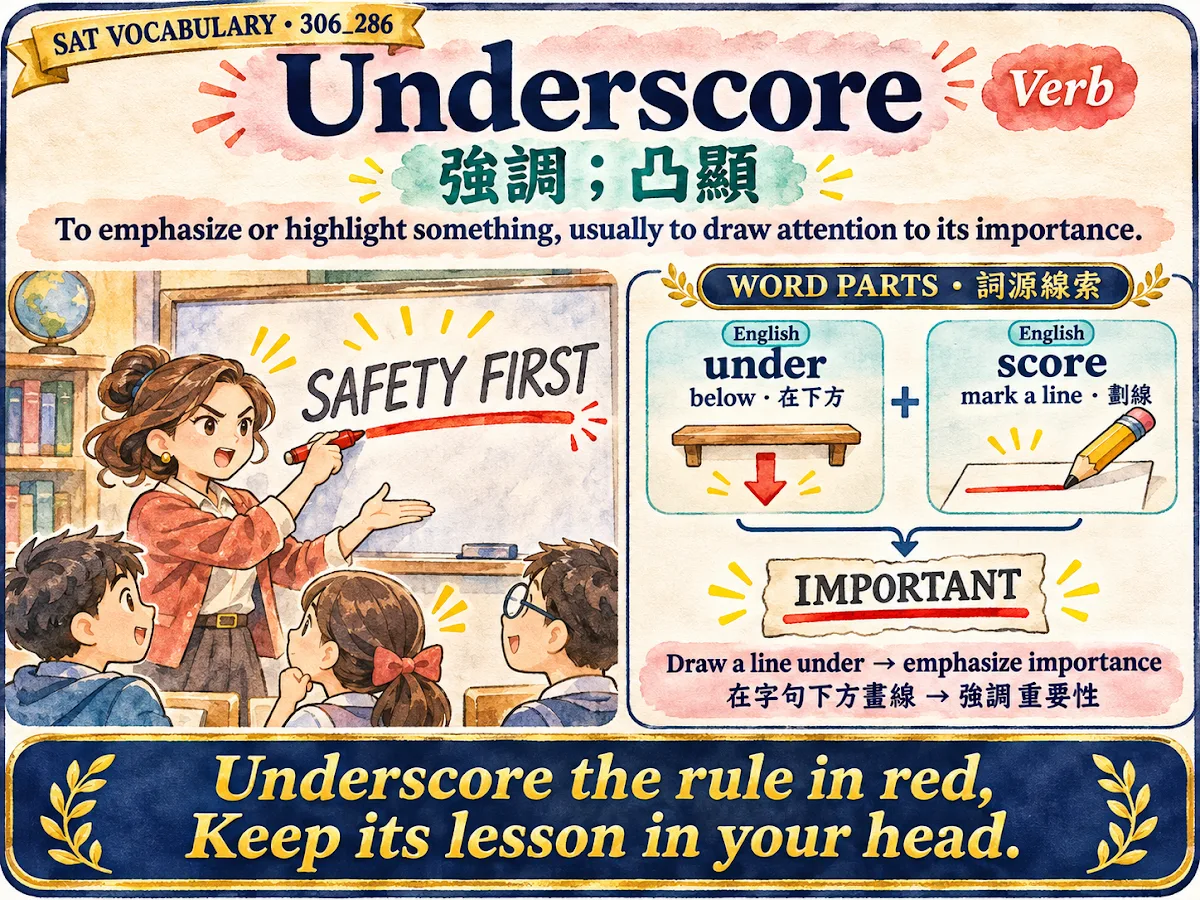 SAT VOCABULARY • 306_286
Underscore
Verb
強調；凸顯
To emphasize or highlight something, usually to draw attention to its importance.
SAFETY FIRST
WORD PARTS • 詞源線索
English
under
below · 在下方
+
English
score
mark a line · 劃線
IMPORTANT
Draw a line under → emphasize importance
在字句下方畫線 → 強調重要性
Underscore the rule in red,
Keep its lesson in your head.